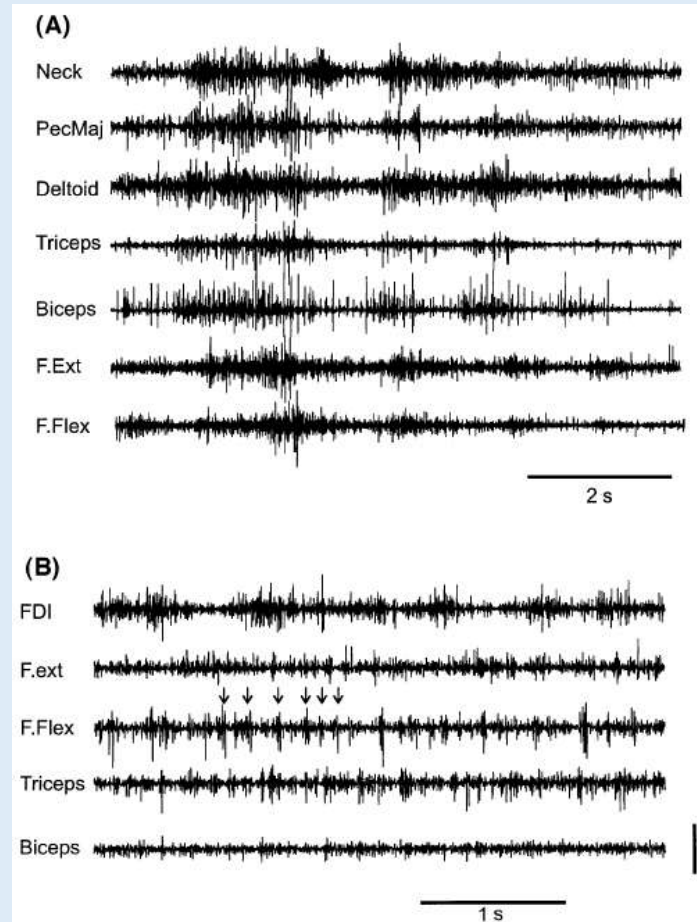 (A)
Neck
PecMaj
Deltoid
Triceps
Biceps
F.Ext
F.Flex
2 s
(B)
FDI
F.ext
F.Flex
Triceps
Biceps
1 s